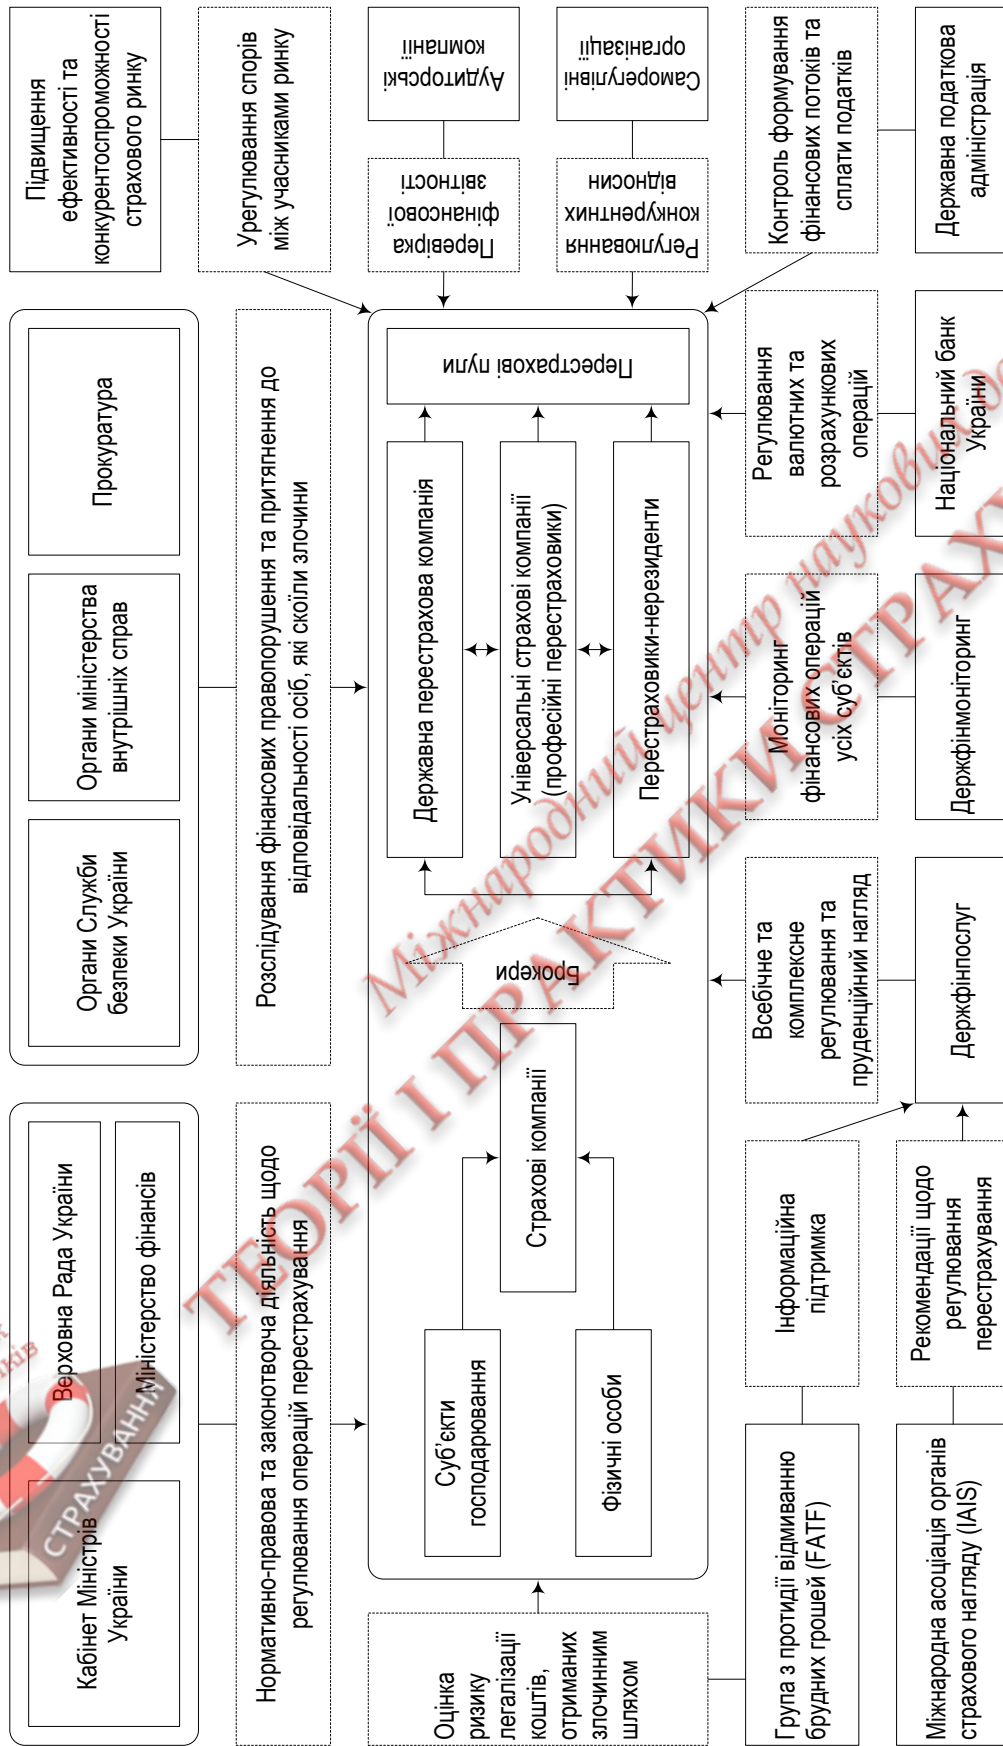 Кабінет Міністрів
України
Верховна Рада України
Міністерство фінансів
Органи Служби
безпеки України
Органи міністерства
внутрішніх справ
Прокуратура
Підвищення
ефективності та
конкурентоспроможності
страхового ринку
Нормативно-правова та законотворча діяльність щодо
регулювання операцій перестрахування
Розслідування фінансових правопорушення та притягнення до
відповідальності осіб, які скоїли злочини
Урегулювання спорів
між учасниками ринку
Оцінка
ризику
легалізації
коштів,
отриманих
злочинним
шляхом
Суб’єкти
господарювання
Фізичні особи
Страхові компанії
Брокери
Державна перестрахова компанія
Універсальні страхові компанії
(професійні перестраховики)
Перестраховики-нерезиденти
Перестрахові пули
Перевірка
фінансової
звітності
Аудиторські
компанії
Регулювання
конкурентних
відносин
Саморегулівні
організації
Група з протидії відмиванню
брудних грошей (FATF)
Інформаційна
підтримка
Всебічне та
комплексне
регулювання та
пруденційний нагляд
Моніторинг
фінансових операцій
усіх суб’єктів
Регулювання
валютних та
розрахункових
операцій
Контроль формування
фінансових потоків та
сплати податків
Міжнародна асоціація органів
страхового нагляду (IAIS)
Рекомендації щодо
регулювання
перестрахування
Держфінпослуг
Держфінмоніторинг
Національний банк
України
Державна податкова
адміністрація
Міжнародний центр наукових до
ТЕОРІЇ І ПРАКТИКИ СТРАХУ
СТРАХУВАННЯ